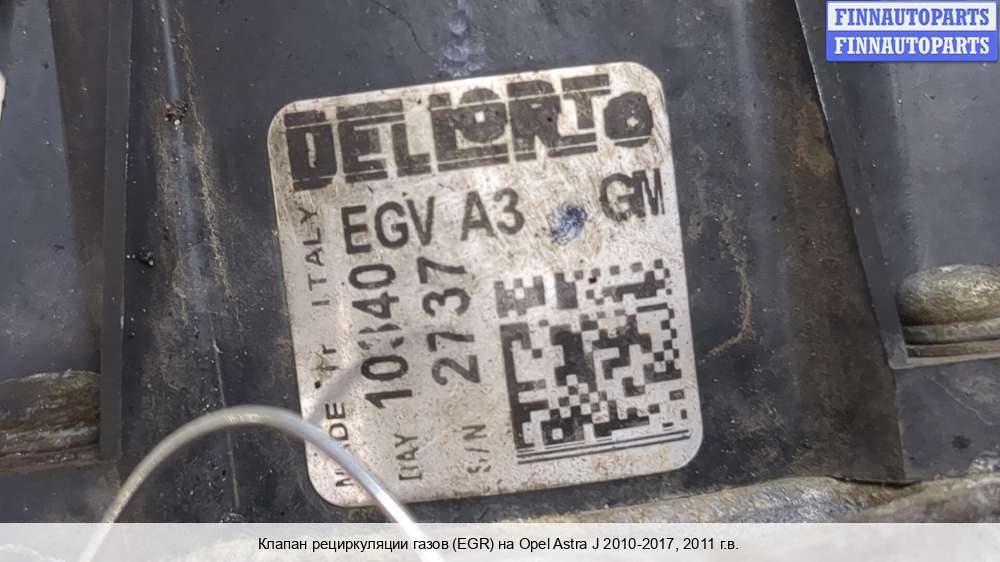 FINNAUTOPARTS
FINNAUTOPARTS
DELLORTO
EGV A3 GM
MADE IN ITALY
DAY 10340
S/N 2737
Клапан рециркуляции газов (EGR) на Opel Astra J 2010-2017, 2011 г.в.